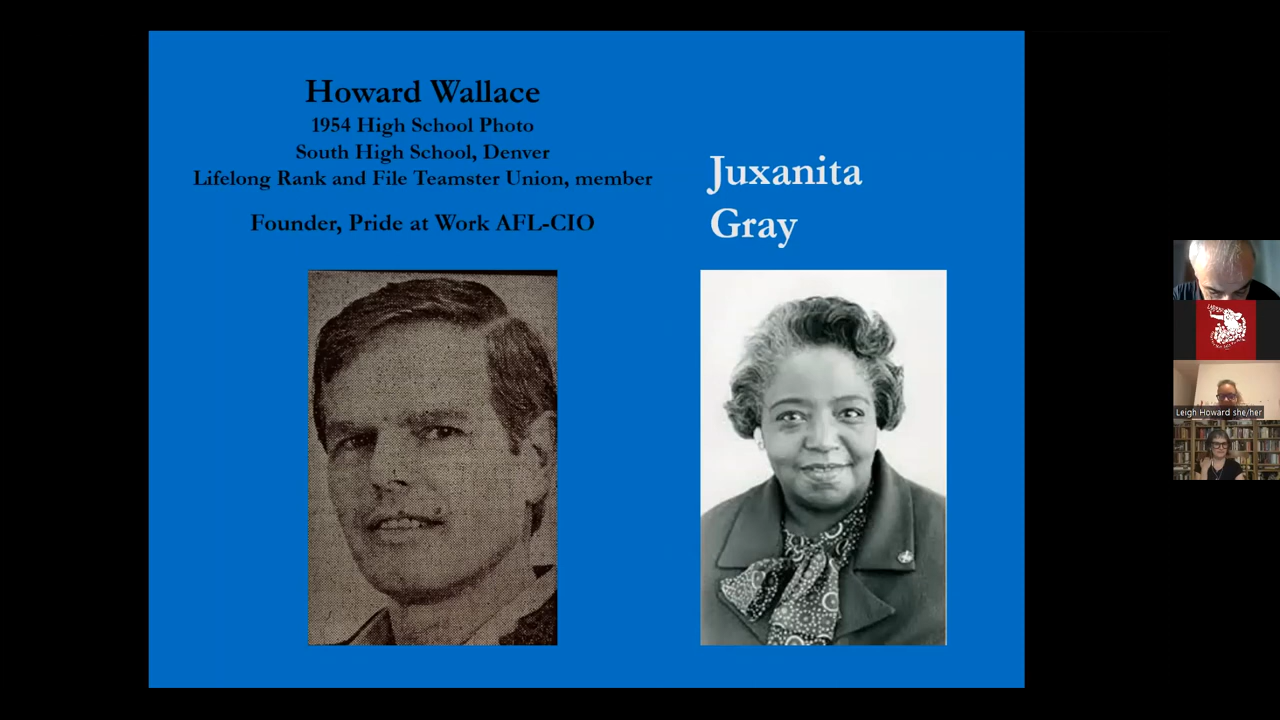 Howard Wallace
1954 High School Photo
South High School, Denver
Lifelong Rank and File Teamster Union, member
Founder, Pride at Work AFL-CIO
Juxanita
Gray
Leigh Howard she/her